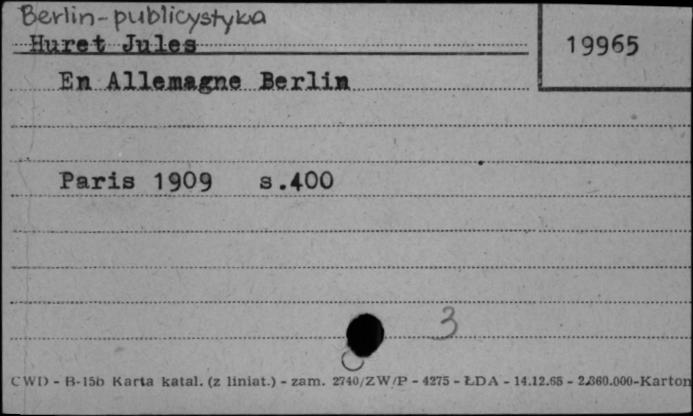 Berlin-publicystyka
Huret Jules
19965
En Allemagne Berlin
Paris 1909 s.400
3
CWD - B-15b Karta katal. (z liniat.) - zam. 2740/ZW/P - 4275 - ŁDA - 14.12.65 - 2.360.000-Karton